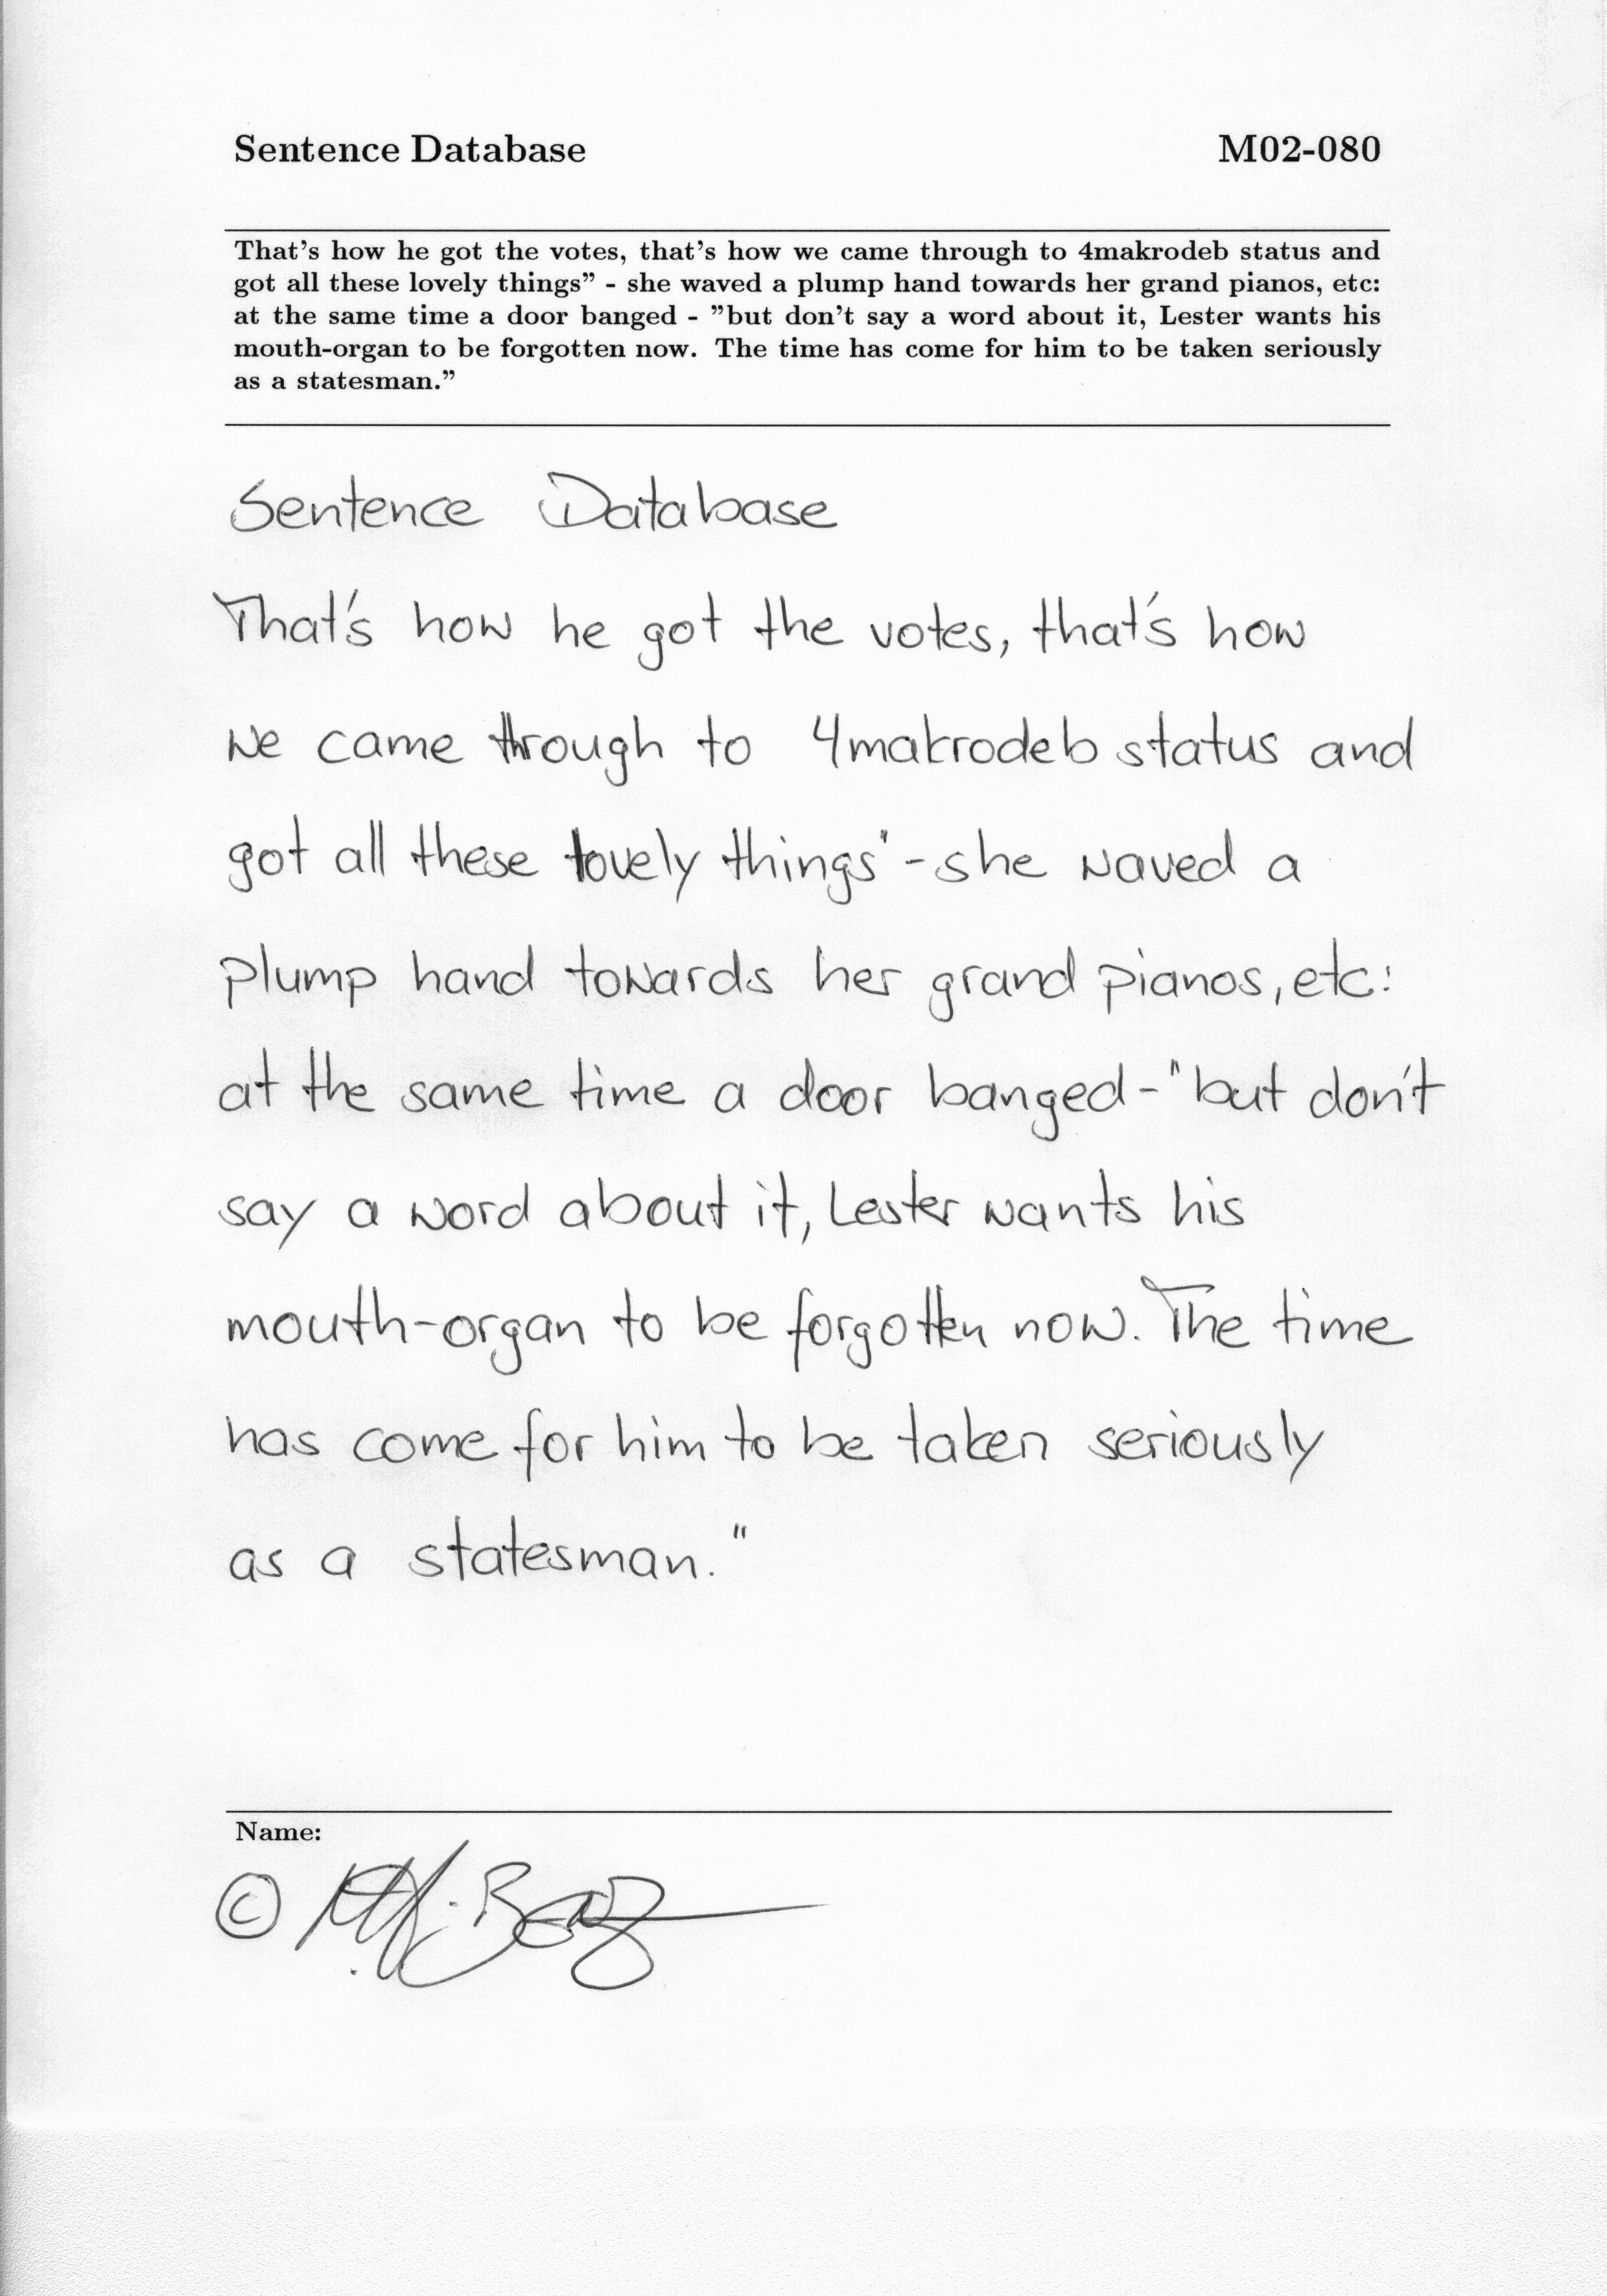 Sentence Database M02-080
That's how he got the votes, that's how we came through to 4makrodeb status and
got all these lovely things” - she waved a plump hand towards her grand pianos, etc:
at the same time a door banged - ”but don't say a word about it, Lester wants his
mouth-organ to be forgotten now. The time has come for him to be taken seriously
as a statesman.”
Sentence Database
That's how he got the votes, that's how
we came through to 4makrodeb status and
got all these lovely things" - she waved a
plump hand towards her grand pianos, etc:
at the same time a door banged - "but don't
say a word about it, Lester wants his
mouth-organ to be forgotten now. The time
has come for him to be taken seriously
as a statesman."
Name:
©